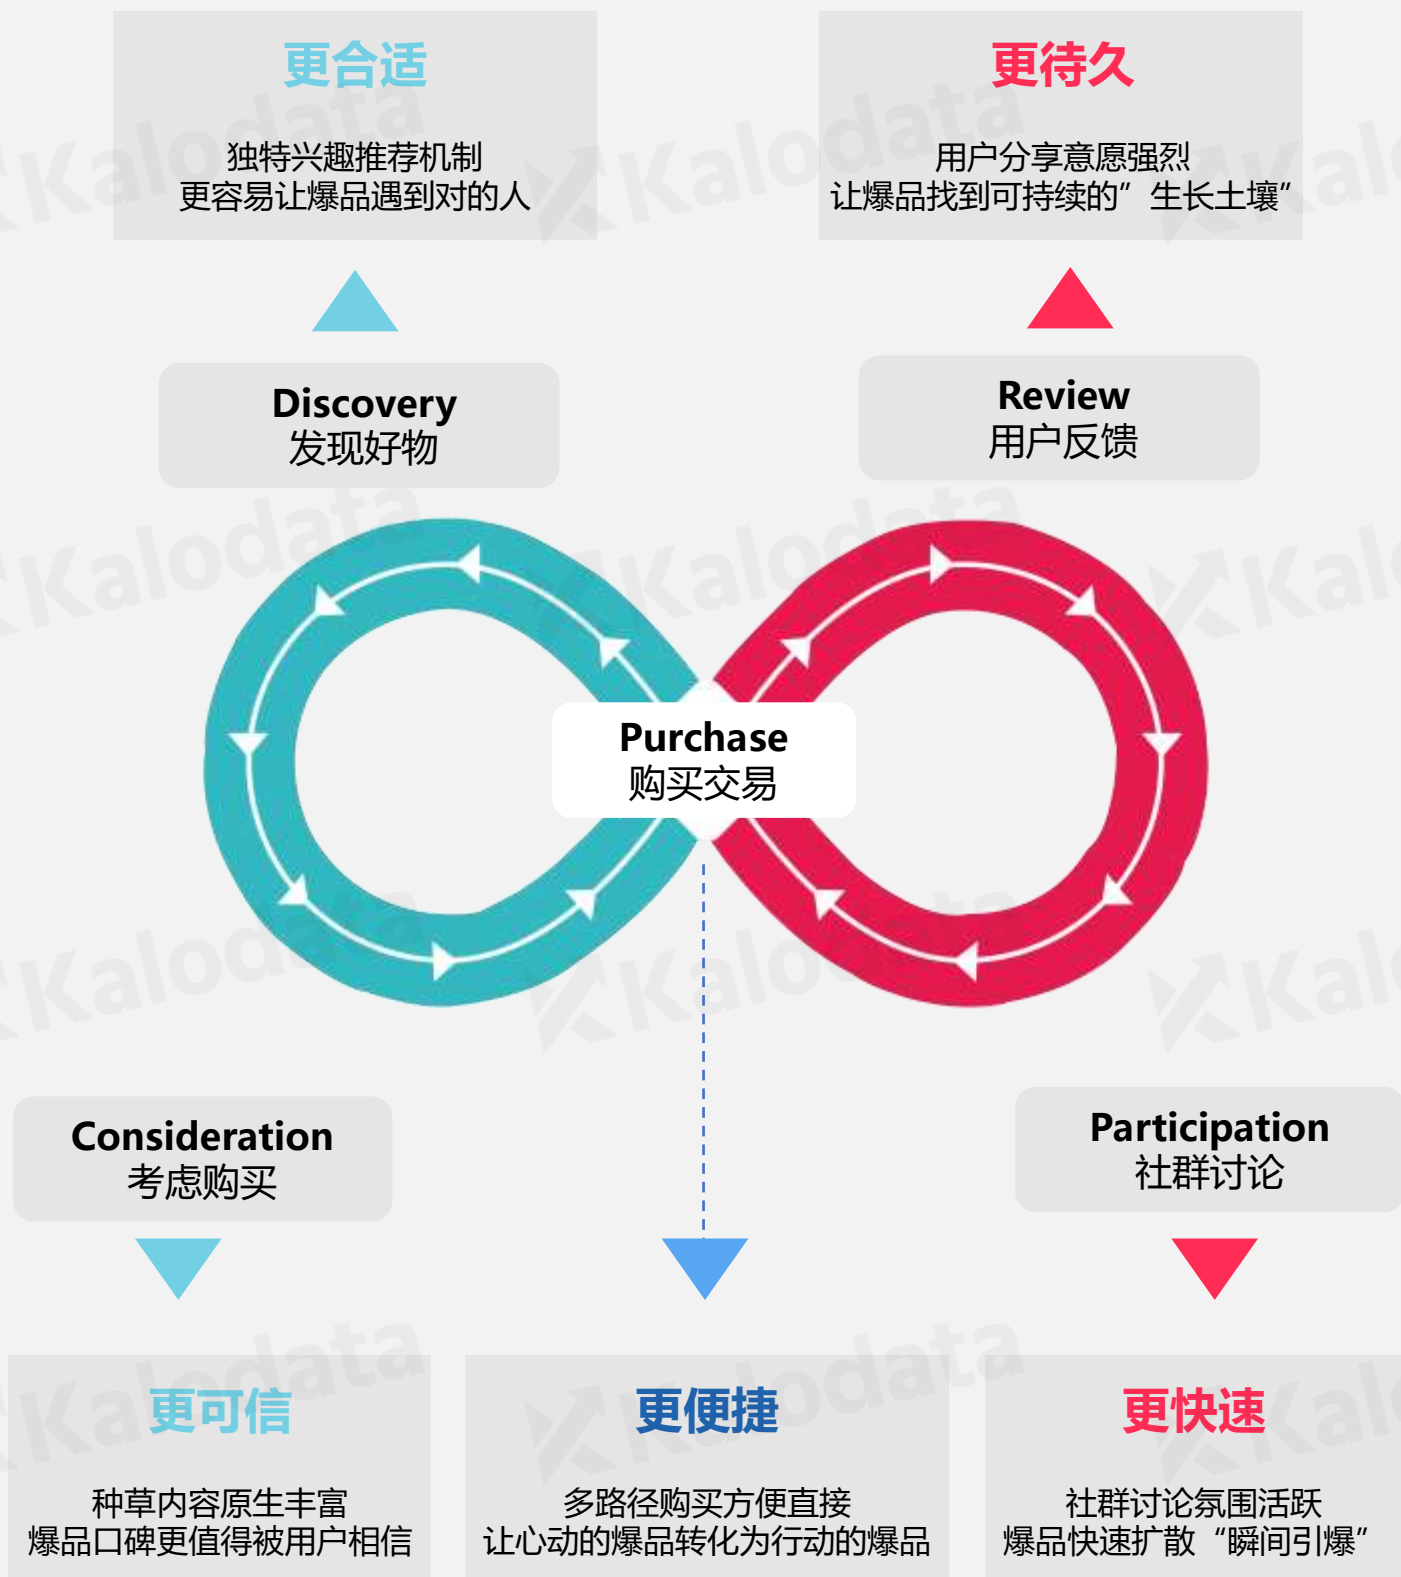 更合适
独特兴趣推荐机制
更容易让爆品遇到对的人
更待久
用户分享意愿强烈
让爆品找到可持续的”生长土壤”
Discovery
发现好物
Review
用户反馈
Purchase
购买交易
Consideration
考虑购买
Participation
社群讨论
更可信
种草内容原生丰富
爆品口碑更值得被用户相信
更便捷
多路径购买方便直接
让心动的爆品转化为行动的爆品
更快速
社群讨论氛围活跃
爆品快速扩散“瞬间引爆”
Kalodata